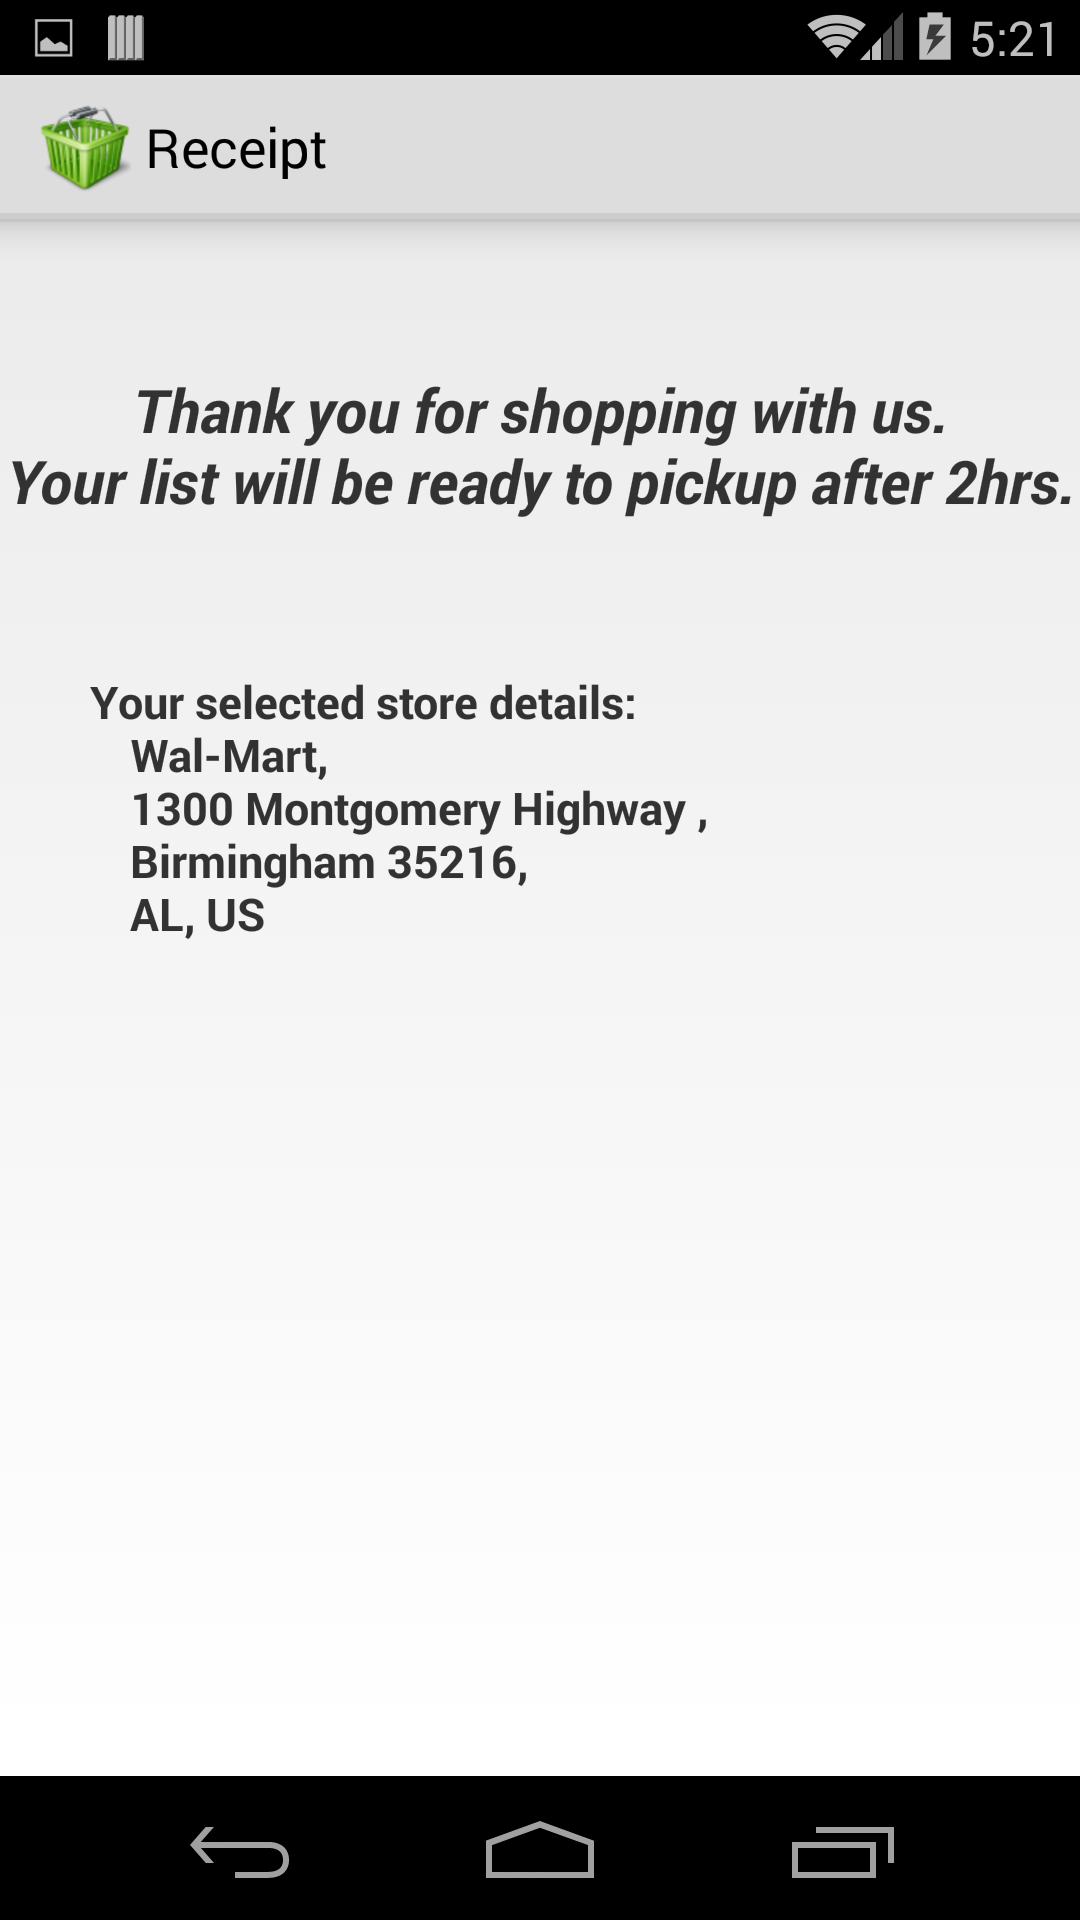 5:21
Receipt
Thank you for shopping with us.
Your list will be ready to pickup after 2hrs.
Your selected store details:
Wal-Mart,
1300 Montgomery Highway ,
Birmingham 35216,
AL, US